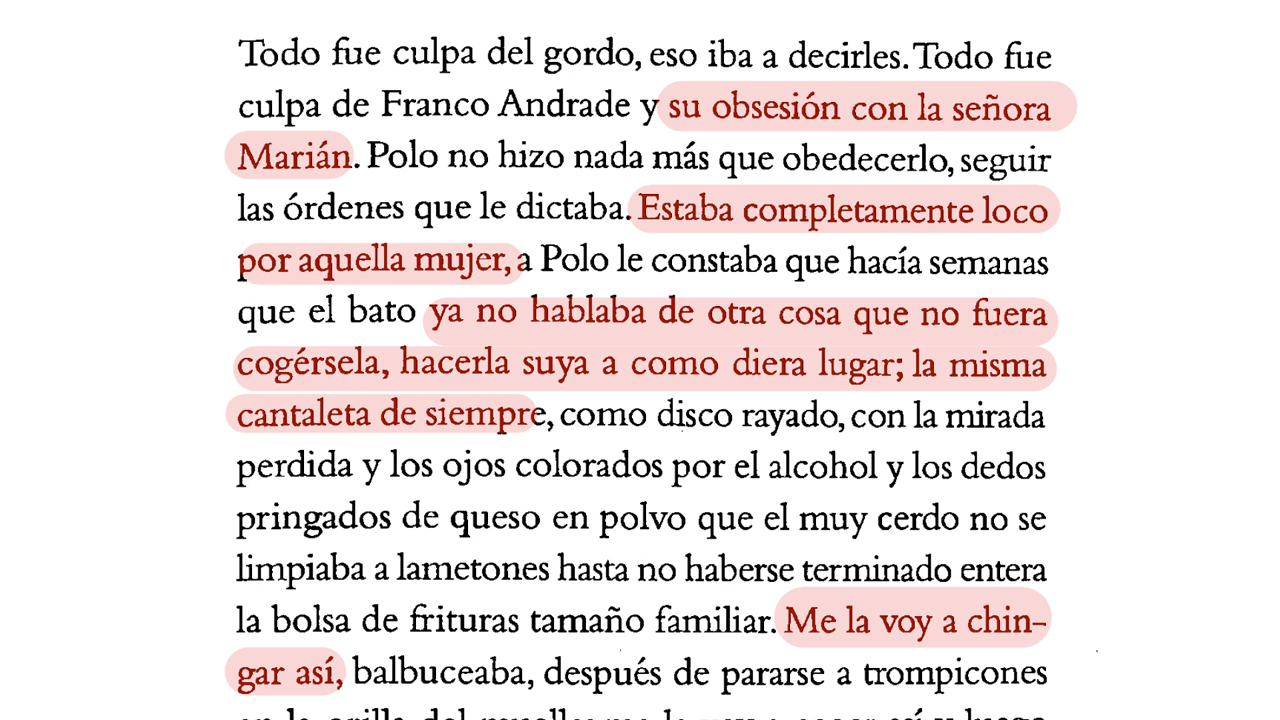 Todo fue culpa del gordo, eso iba a decirles. Todo fue
culpa de Franco Andrade y su obsesión con la señora
Marián. Polo no hizo nada más que obedecerlo, seguir
las órdenes que le dictaba. Estaba completamente loco
por aquella mujer, a Polo le constaba que hacía semanas
que el bato ya no hablaba de otra cosa que no fuera
cogérsela, hacerla suya a como diera lugar; la misma
cantaleta de siempre, como disco rayado, con la mirada
perdida y los ojos colorados por el alcohol y los dedos
pringados de queso en polvo que el muy cerdo no se
limpiaba a lametones hasta no haberse terminado entera
la bolsa de frituras tamaño familiar. Me la voy a chin-
gar así, balbuceaba, después de pararse a trompicones